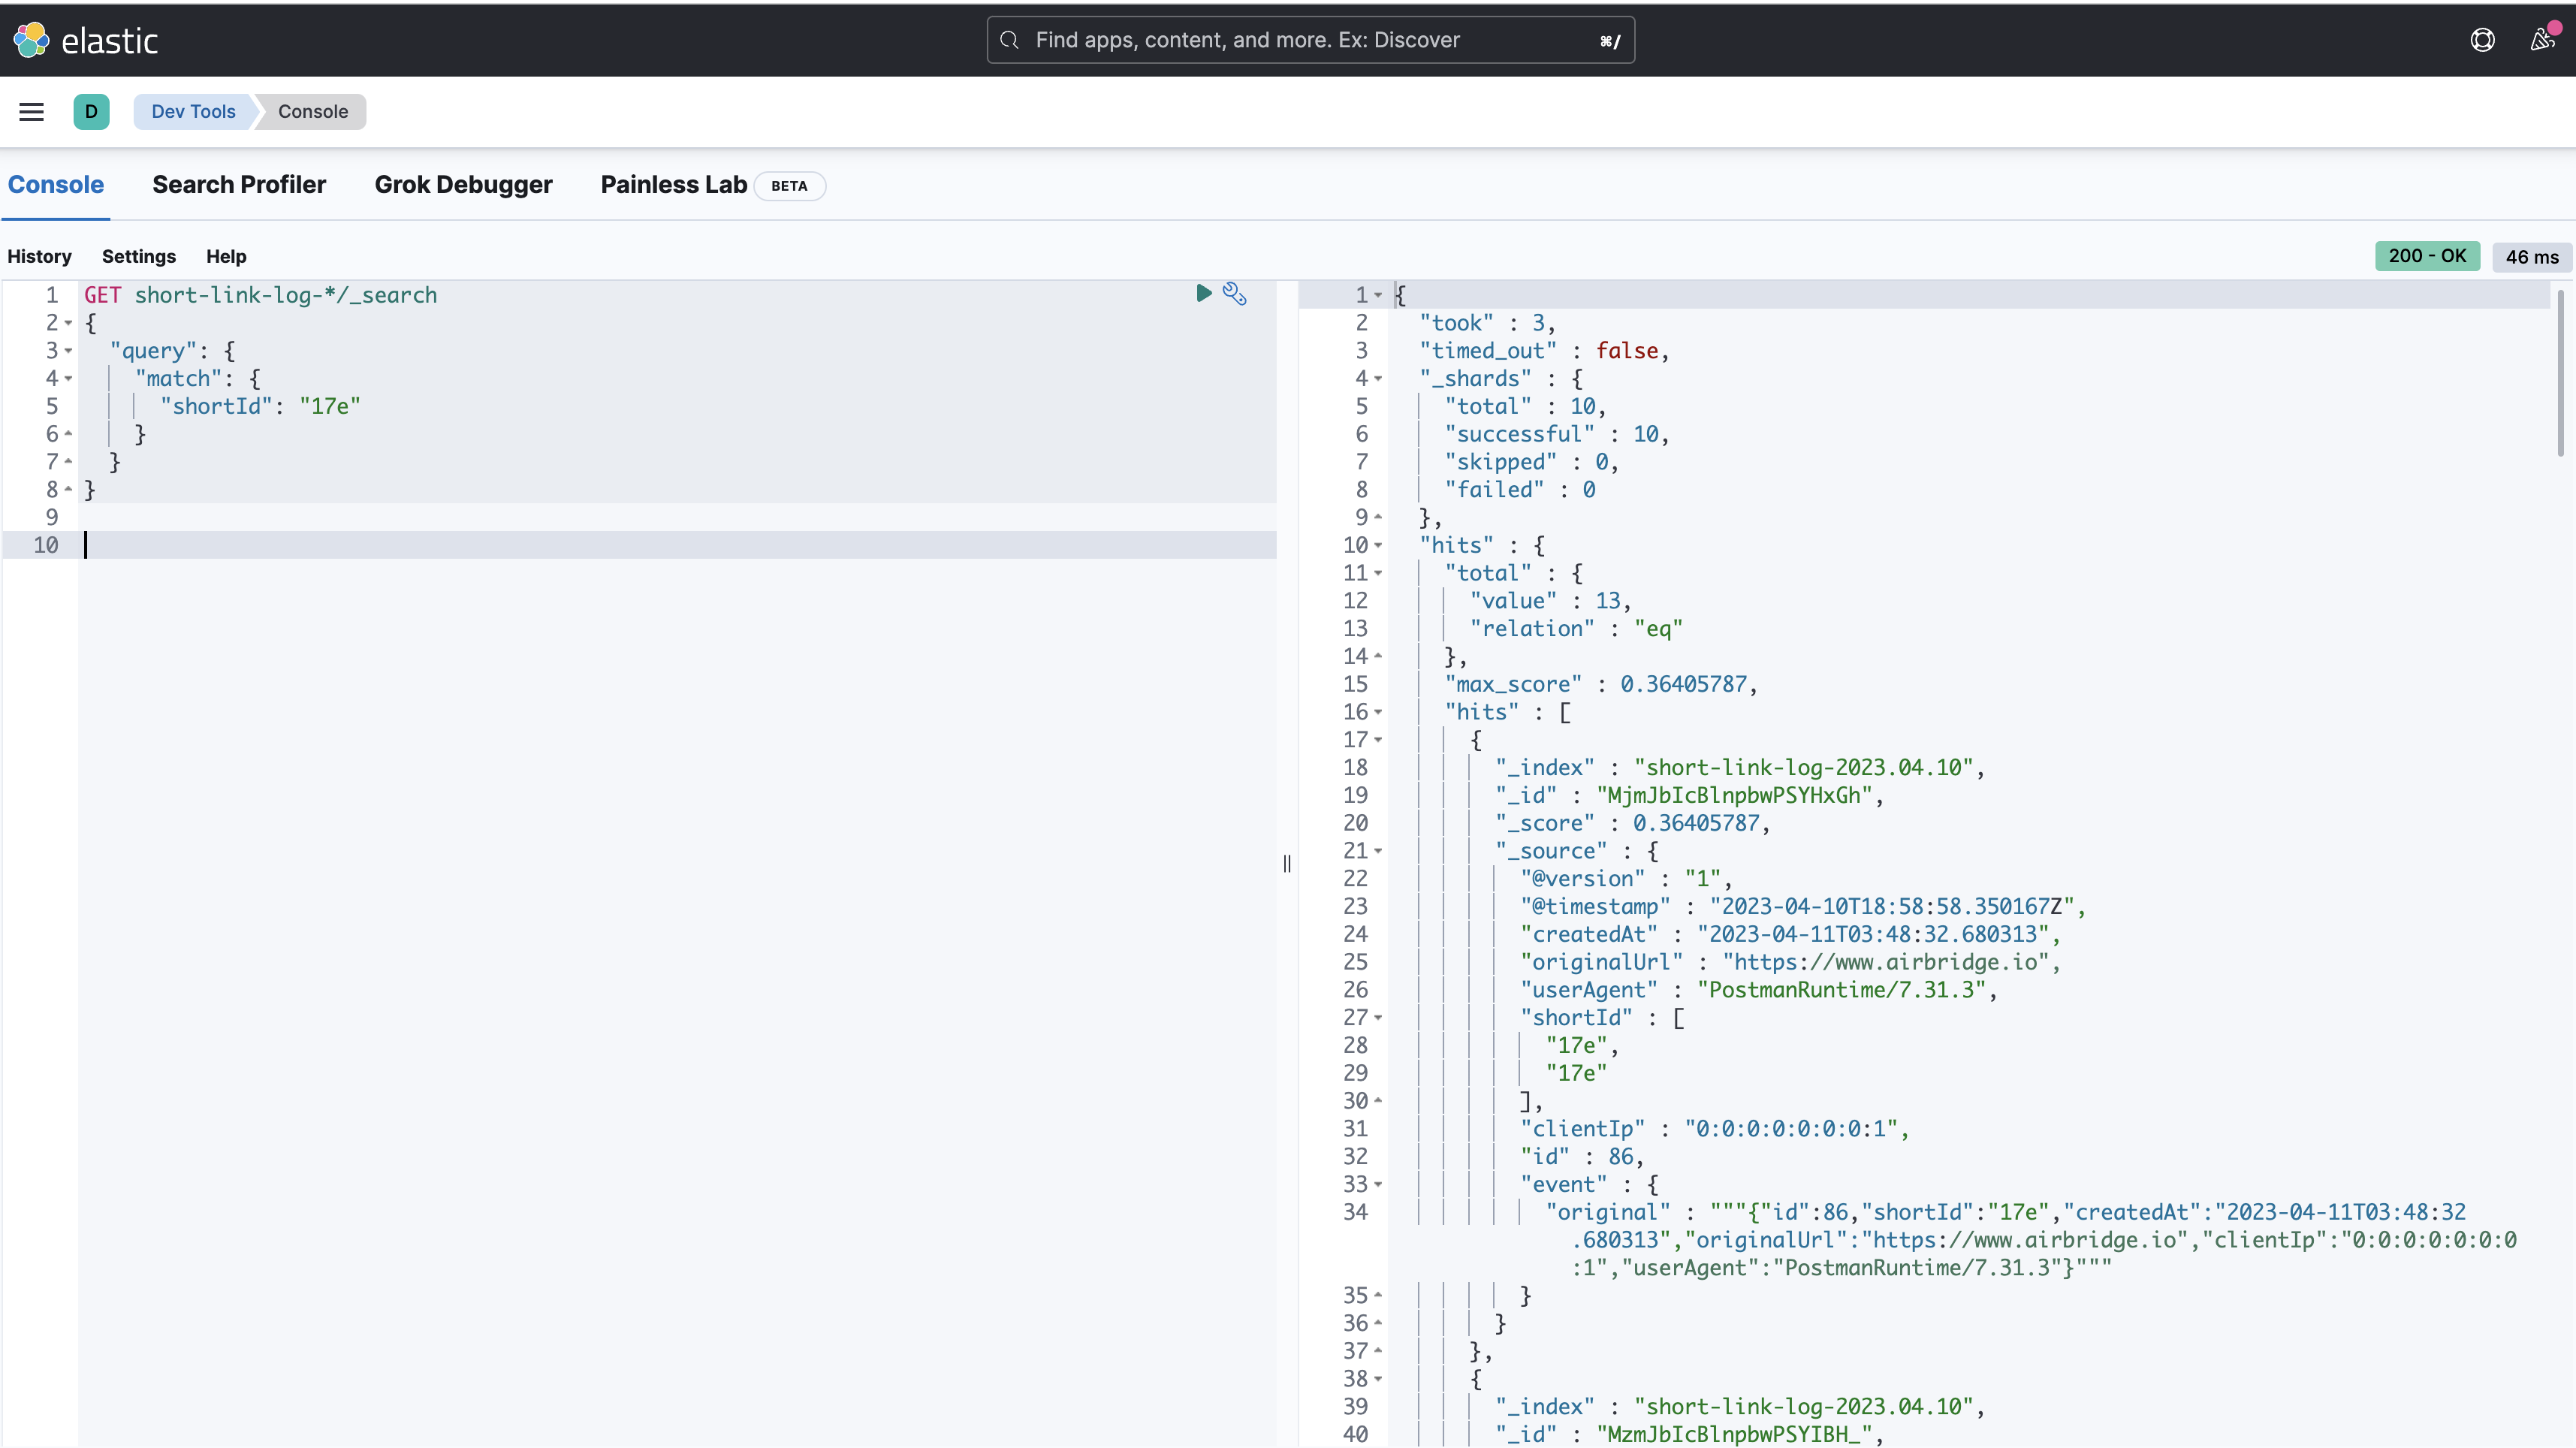 elastic
Find apps, content, and more. Ex: Discover
⌘/
D
Dev Tools
Console
Console
Search Profiler
Grok Debugger
Painless Lab
BETA
History
Settings
Help
200 - OK
46 ms
1 GET short-link-log-*/_search
2 {
3 "query": {
4 "match": {
5 "shortId": "17e"
6 }
7 }
8 }
9
10
1 {
2 "took" : 3,
3 "timed_out" : false,
4 "_shards" : {
5 "total" : 10,
6 "successful" : 10,
7 "skipped" : 0,
8 "failed" : 0
9 },
10 "hits" : {
11 "total" : {
12 "value" : 13,
13 "relation" : "eq"
14 },
15 "max_score" : 0.36405787,
16 "hits" : [
17 {
18 "_index" : "short-link-log-2023.04.10",
19 "_id" : "MjmJbIcBlnpbwPSYHxGh",
20 "_score" : 0.36405787,
21 "_source" : {
22 "@version" : "1",
23 "@timestamp" : "2023-04-10T18:58:58.350167Z",
24 "createdAt" : "2023-04-11T03:48:32.680313",
25 "originalUrl" : "https://www.airbridge.io",
26 "userAgent" : "PostmanRuntime/7.31.3",
27 "shortId" : [
28 "17e",
29 "17e"
30 ],
31 "clientIp" : "0:0:0:0:0:0:0:1",
32 "id" : 86,
33 "event" : {
34 "original" : """{"id":86,"shortId":"17e","createdAt":"2023-04-11T03:48:32
.680313","originalUrl":"https://www.airbridge.io","clientIp":"0:0:0:0:0:0:0
:1","userAgent":"PostmanRuntime/7.31.3"}"""
35 }
36 }
37 },
38 {
39 "_index" : "short-link-log-2023.04.10",
40 "_id" : "MzmJbIcBlnpbwPSYIBH_",